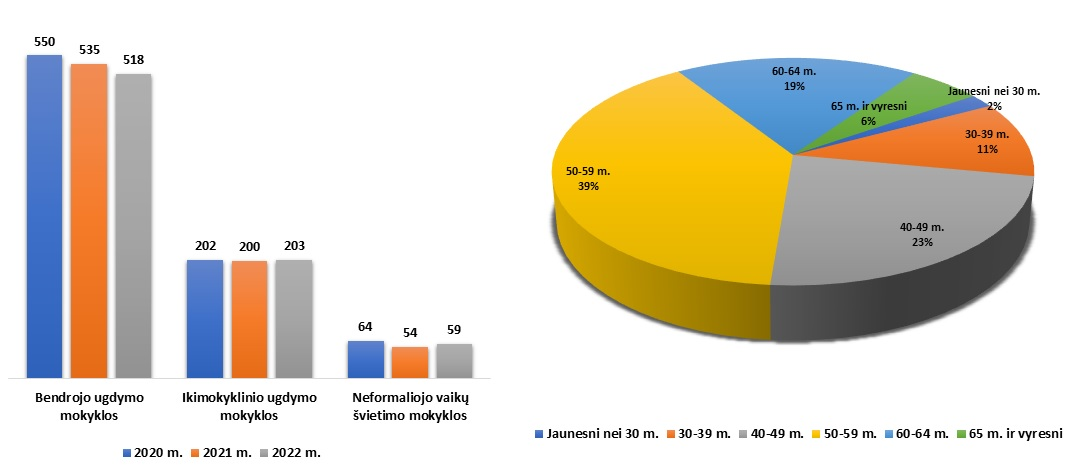 550
535
518
202
200
203
64
54
59
Bendrojo ugdymo
mokyklos
Ikimokyklinio ugdymo
mokyklos
Neformaliojo vaikų
švietimo mokyklos
2020 m. 2021 m. 2022 m.
60-64 m.
19%
65 m. ir vyresni
6%
Jaunesni nei 30 m.
2%
30-39 m.
11%
50-59 m.
39%
40-49 m.
23%
Jaunesni nei 30 m. 30-39 m. 40-49 m. 50-59 m. 60-64 m. 65 m. ir vyresni